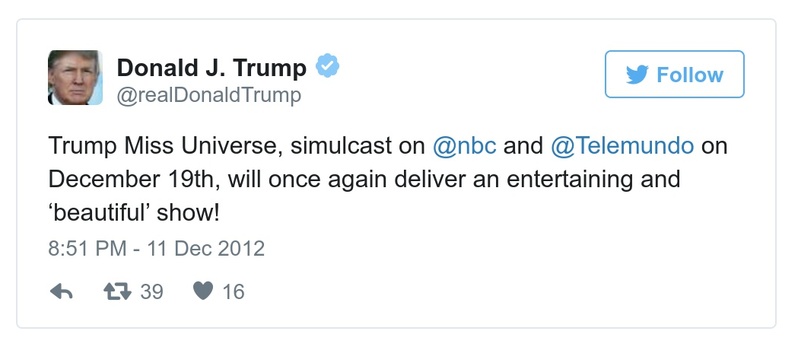 Donald J. Trump
@realDonaldTrump
Follow
Trump Miss Universe, simulcast on @nbc and @Telemundo on
December 19th, will once again deliver an entertaining and
‘beautiful’ show!
8:51 PM - 11 Dec 2012
39 16